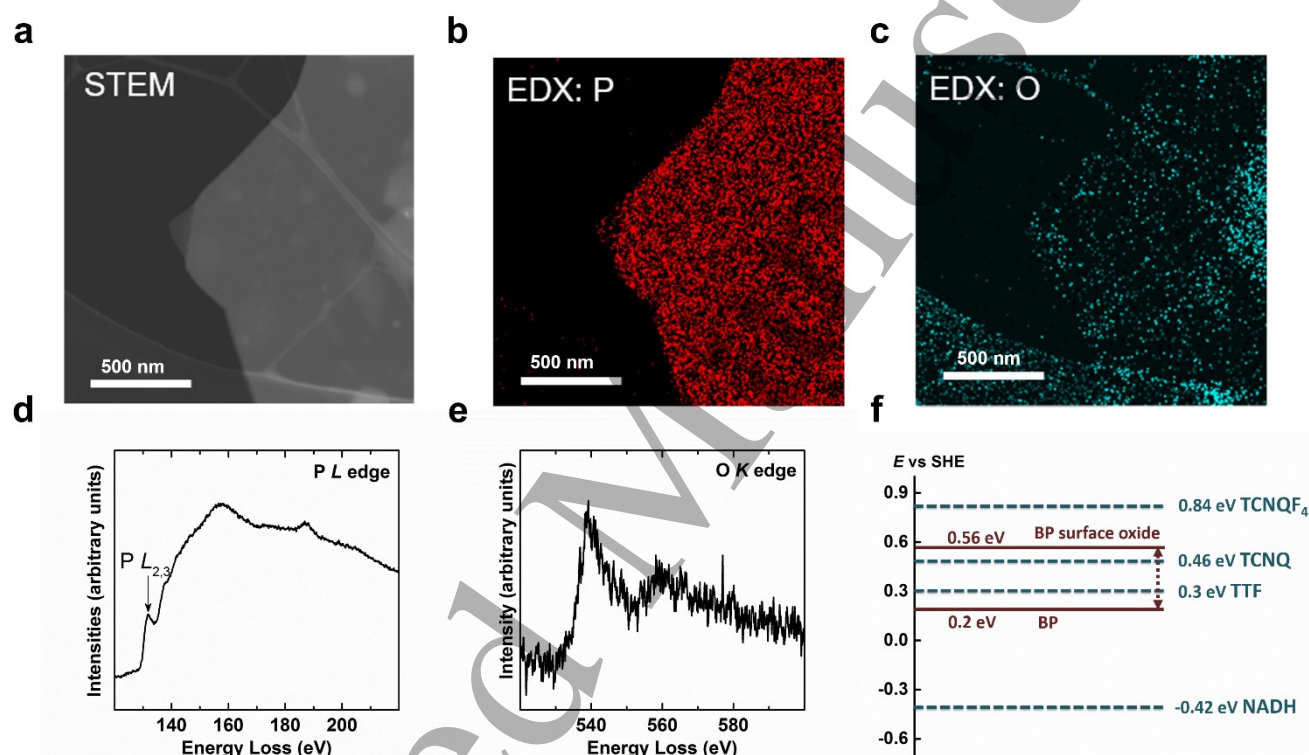 a
STEM
500 nm
b
EDX: P
500 nm
c
EDX: O
500 nm
d
P L edge
P L2,3
Intensities (arbitrary units)
140 160 180 200
Energy Loss (eV)
e
O K edge
Intensity (arbitrary units)
540 560 580
Energy Loss (eV)
f
E vs SHE
0.9
0.84 eV TCNQF4
0.6
0.56 eV BP surface oxide
0.46 eV TCNQ
0.3
0.3 eV TTF
0.2 eV BP
0.0
-0.3
-0.42 eV NADH
-0.6